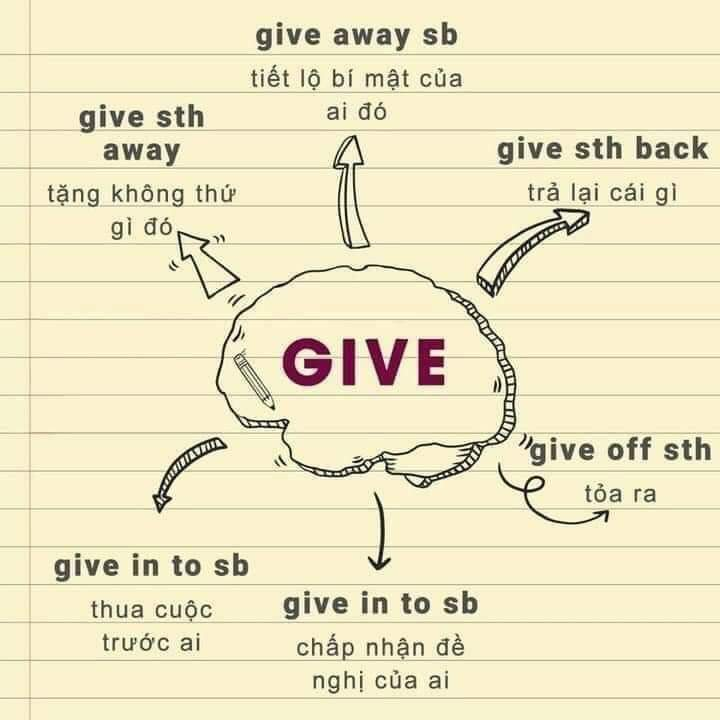 give away sb
tiết lộ bí mật của
ai đó
give sth
away
tặng không thứ
gì đó
give sth back
trả lại cái gì
GIVE
give off sth
tỏa ra
give in to sb
thua cuộc
trước ai
give in to sb
chấp nhận đề
nghị của ai